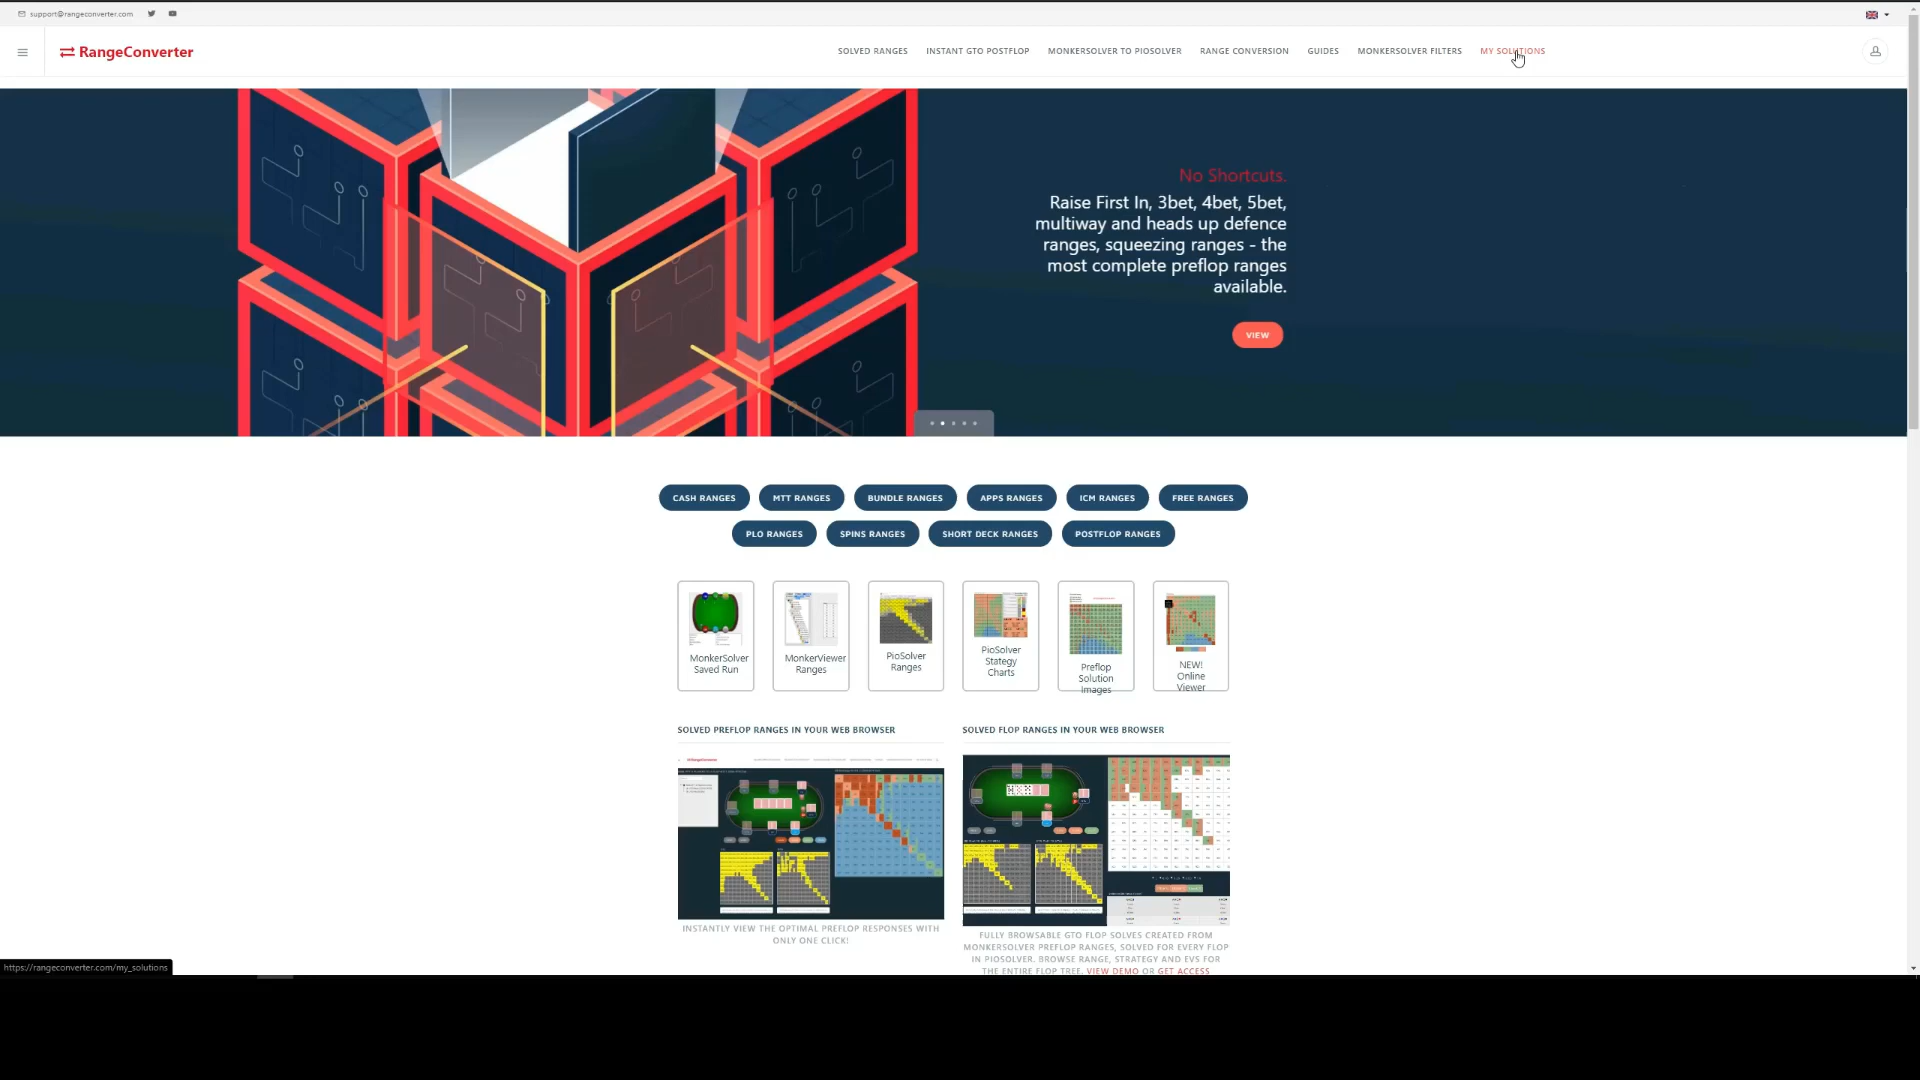 support@rangeconverter.com
RangeConverter
SOLVED RANGES INSTANT GTO POSTFLOP MONKERSOLVER TO PIOSOLVER RANGE CONVERSION GUIDES MONKERSOLVER FILTERS MY SOLUTIONS
No Shortcuts.
Raise First In, 3bet, 4bet, 5bet,
multiway and heads up defence
ranges, squeezing ranges - the
most complete preflop ranges
available.
VIEW
CASH RANGES MTT RANGES BUNDLE RANGES APPS RANGES ICM RANGES FREE RANGES
PLO RANGES SPINS RANGES SHORT DECK RANGES POSTFLOP RANGES
MonkerSolver
Saved Run
MonkerViewer
Ranges
PioSolver
Ranges
PioSolver
Stategy
Charts
Preflop
Solution
Images
NEW!
Online
Viewer
SOLVED PREFLOP RANGES IN YOUR WEB BROWSER
INSTANTLY VIEW THE OPTIMAL PREFLOP RESPONSES WITH
ONLY ONE CLICK!
SOLVED FLOP RANGES IN YOUR WEB BROWSER
FULLY BROWSABLE GTO FLOP SOLVES CREATED FROM
MONKERSOLVER PREFLOP RANGES, SOLVED FOR EVERY FLOP
IN PIOSOLVER. BROWSE RANGE, STRATEGY AND EVS FOR
THE ENTIRE FLOP TREE. VIEW DEMO OR GET ACCESS
https://rangeconverter.com/my_solutions